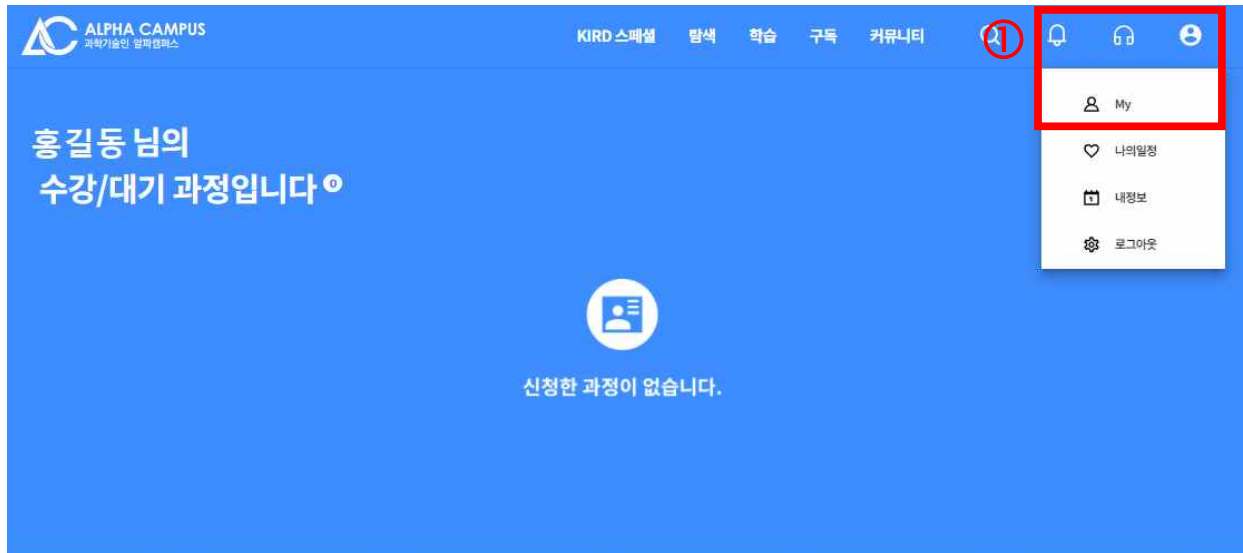 ALPHA CAMPUS
과학기술인 알파캠퍼스
KIRD 스페셜 탐색 학습 구독 커뮤니티
①
My
나의일정
내정보
로그아웃
홍길동 님의
수강/대기 과정입니다 0
신청한 과정이 없습니다.